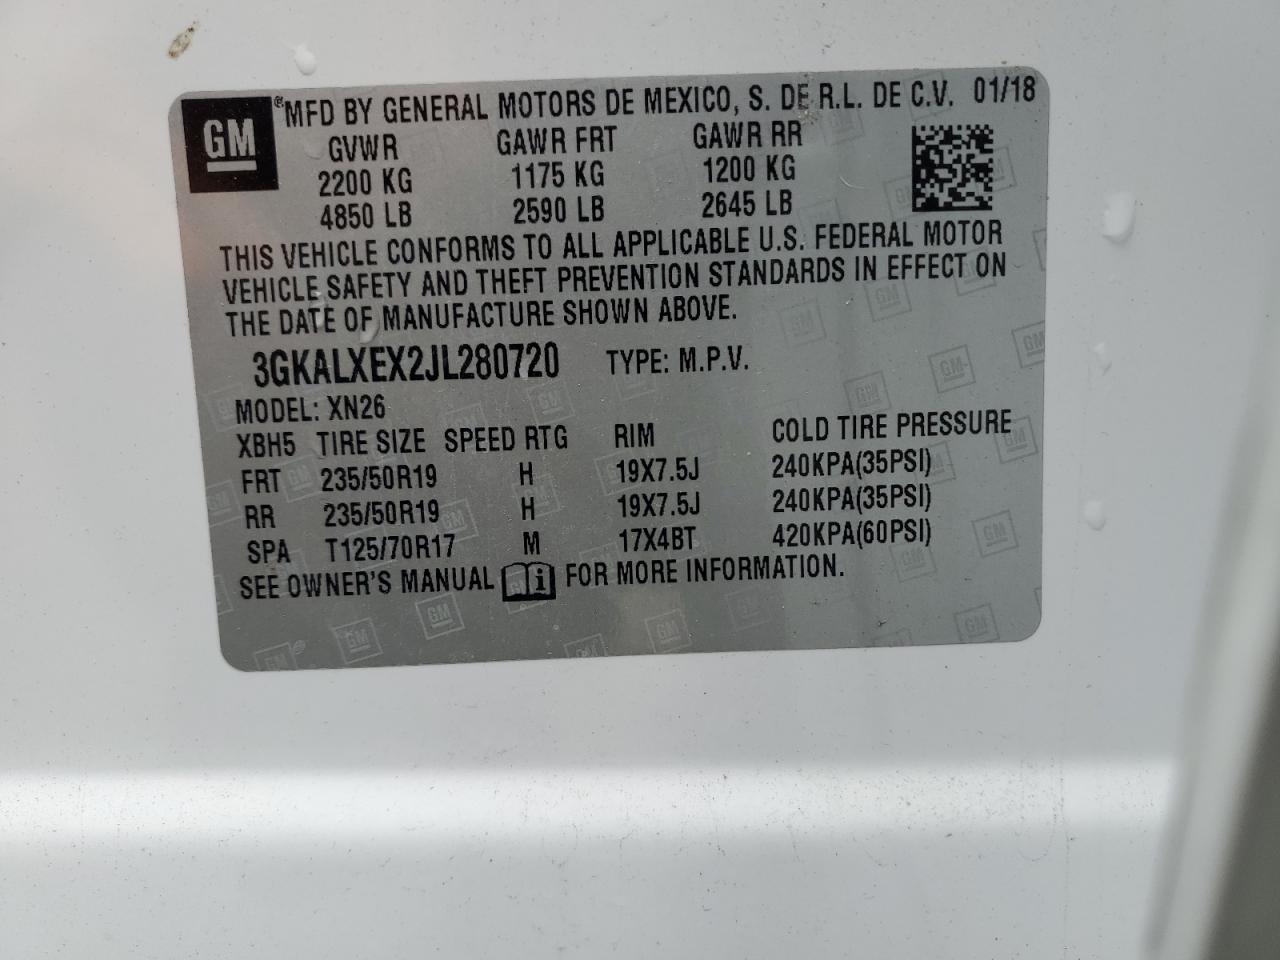 GM ®MFD BY GENERAL MOTORS DE MEXICO, S. DE R.L. DE C.V. 01/18
GVWR GAWR FRT GAWR RR
2200 KG 1175 KG 1200 KG
4850 LB 2590 LB 2645 LB
THIS VEHICLE CONFORMS TO ALL APPLICABLE U.S. FEDERAL MOTOR
VEHICLE SAFETY AND THEFT PREVENTION STANDARDS IN EFFECT ON
THE DATE OF MANUFACTURE SHOWN ABOVE.
3GKALXEX2JL280720 TYPE: M.P.V.
MODEL: XN26
XBH5 TIRE SIZE SPEED RTG RIM COLD TIRE PRESSURE
FRT 235/50R19 H 19X7.5J 240KPA(35PSI)
RR 235/50R19 H 19X7.5J 240KPA(35PSI)
SPA T125/70R17 M 17X4BT 420KPA(60PSI)
SEE OWNER'S MANUAL i FOR MORE INFORMATION.